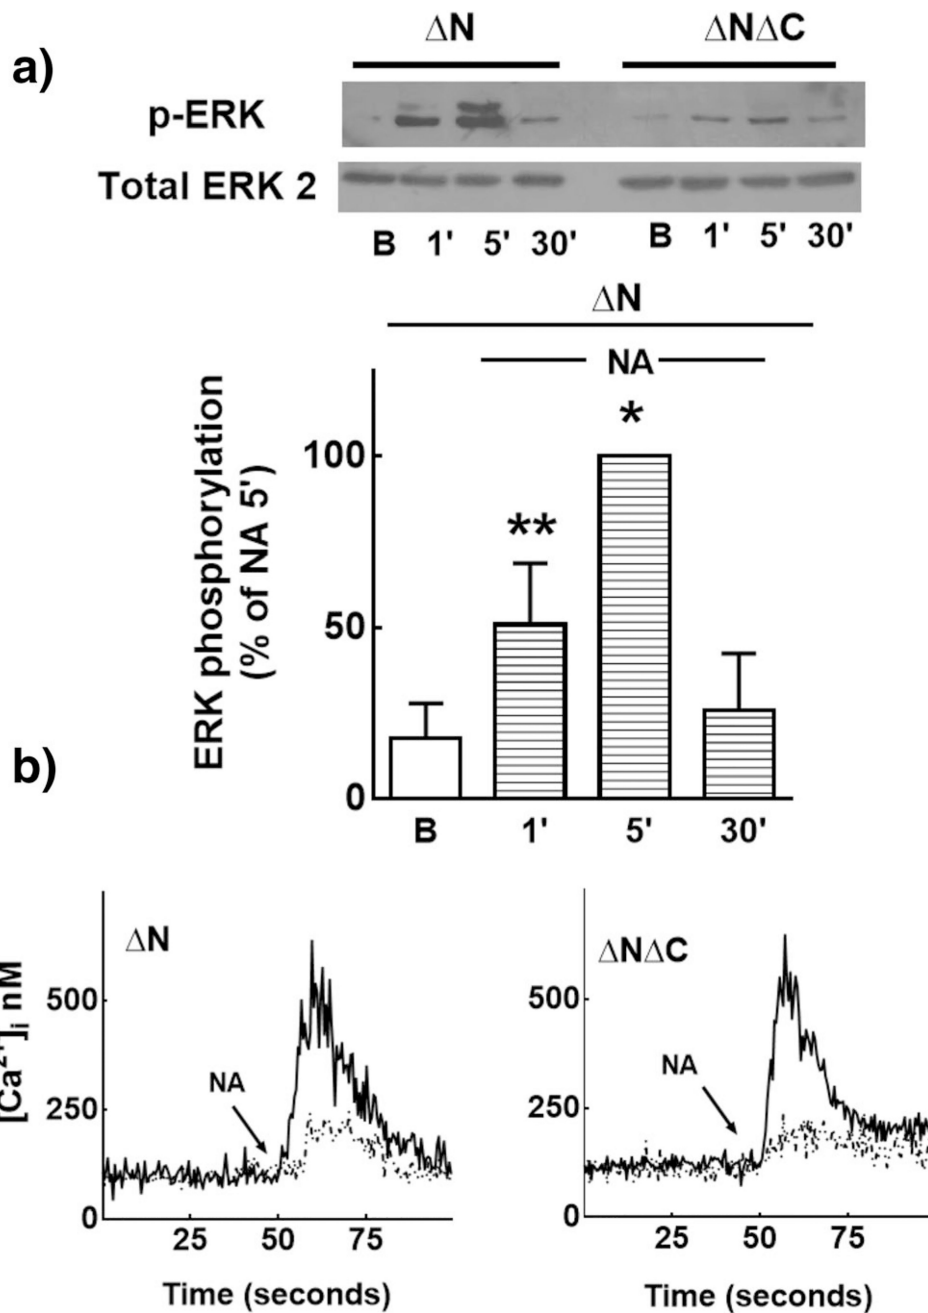 a)
ΔN ΔNΔC
p-ERK
Total ERK 2
B 1' 5' 30' B 1' 5' 30'
ΔN
NA
ERK phosphorylation
(% of NA 5')
100
50
0
* 
**
B 1' 5' 30'
b)
[Ca²⁺]ᵢ nM
ΔN
500
250
0
NA
25 50 75
Time (seconds)
ΔNΔC
500
250
0
NA
25 50 75
Time (seconds)